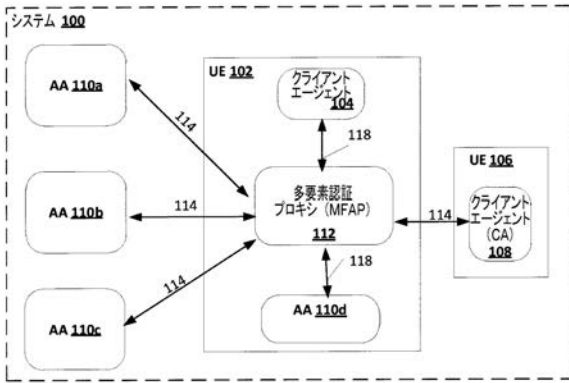 システム 100
AA 110a
AA 110b
AA 110c
114
114
114
UE 102
クライアント
エージェント
104
118
多要素認証
プロキシ (MFAP)
112
118
AA 110d
114
UE 106
クライアント
エージェント
(CA)
108